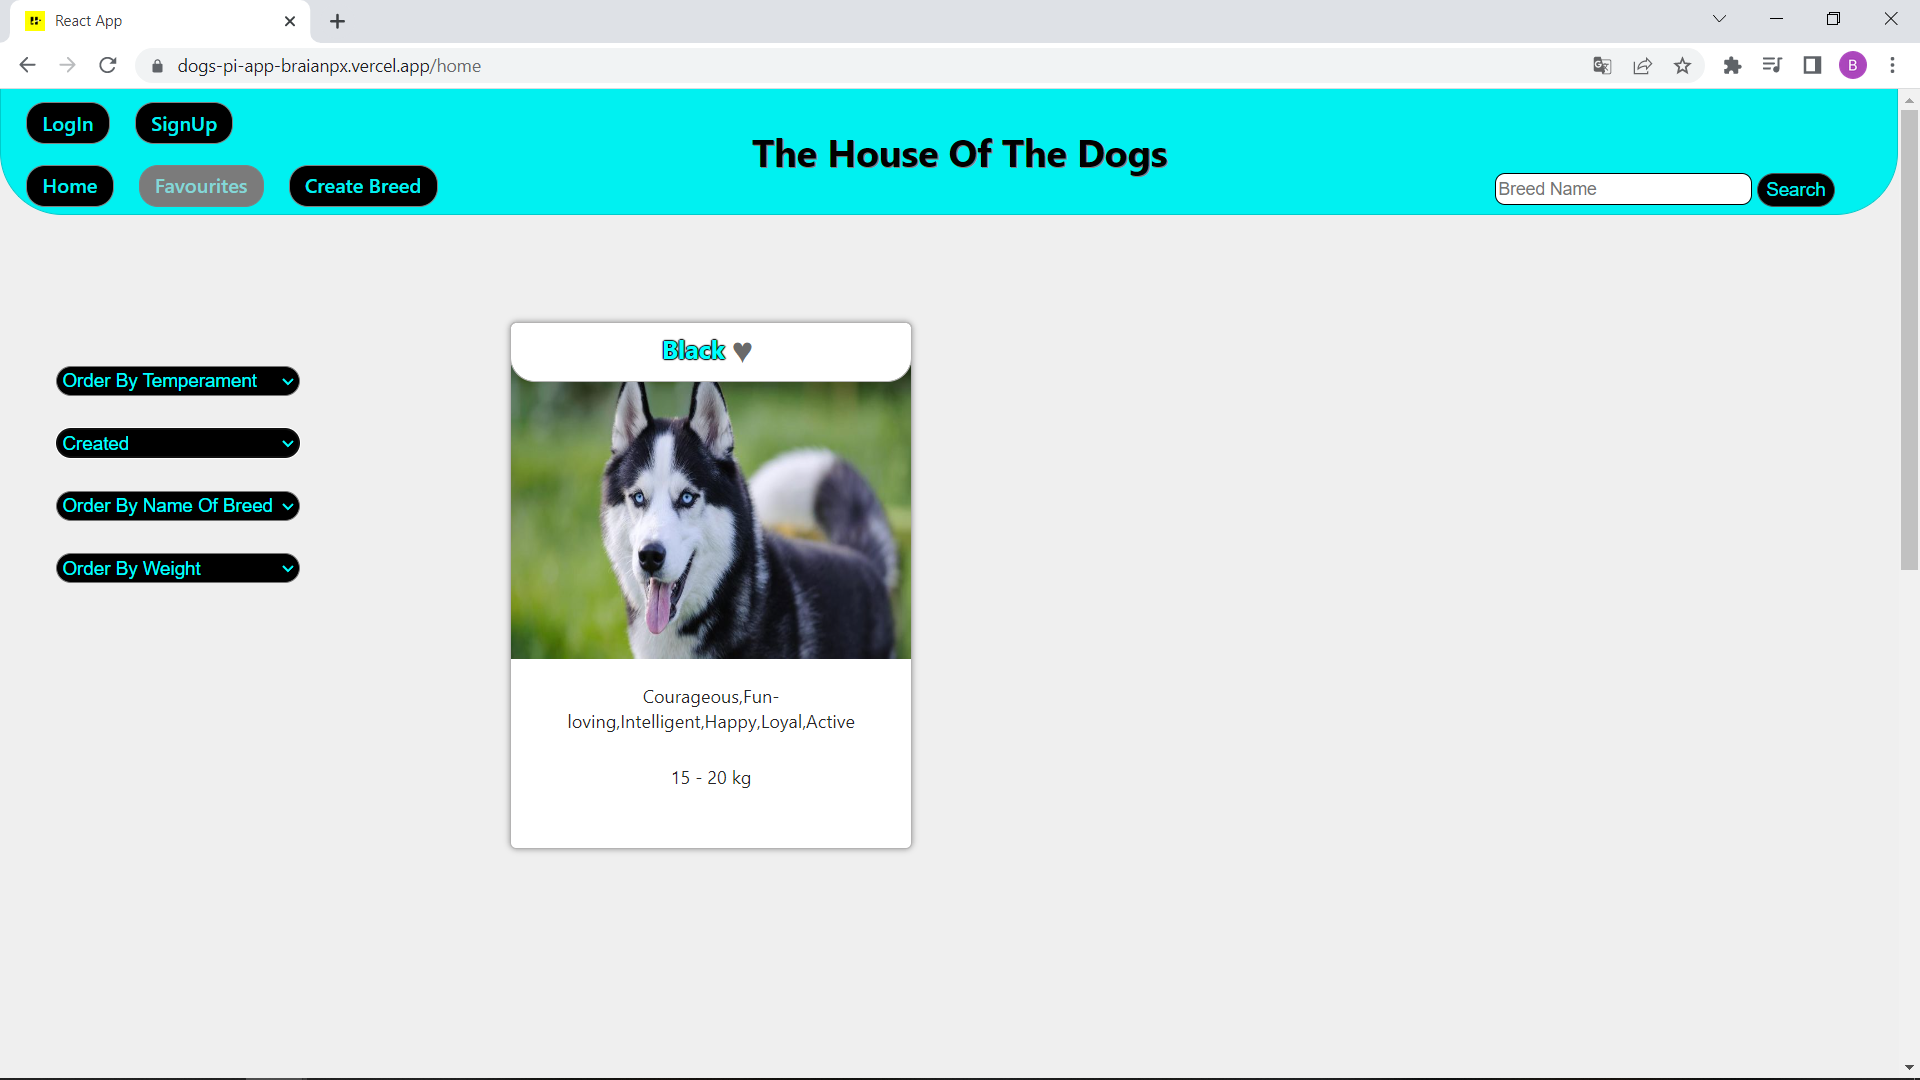 React App
dogs-pi-app-braianpx.vercel.app/home
B
LogIn SignUp
The House Of The Dogs
Home Favourites Create Breed
Breed Name Search
Black ♥
Order By Temperament
Created
Order By Name Of Breed
Order By Weight
Courageous,Fun-
loving,Intelligent,Happy,Loyal,Active
15 - 20 kg